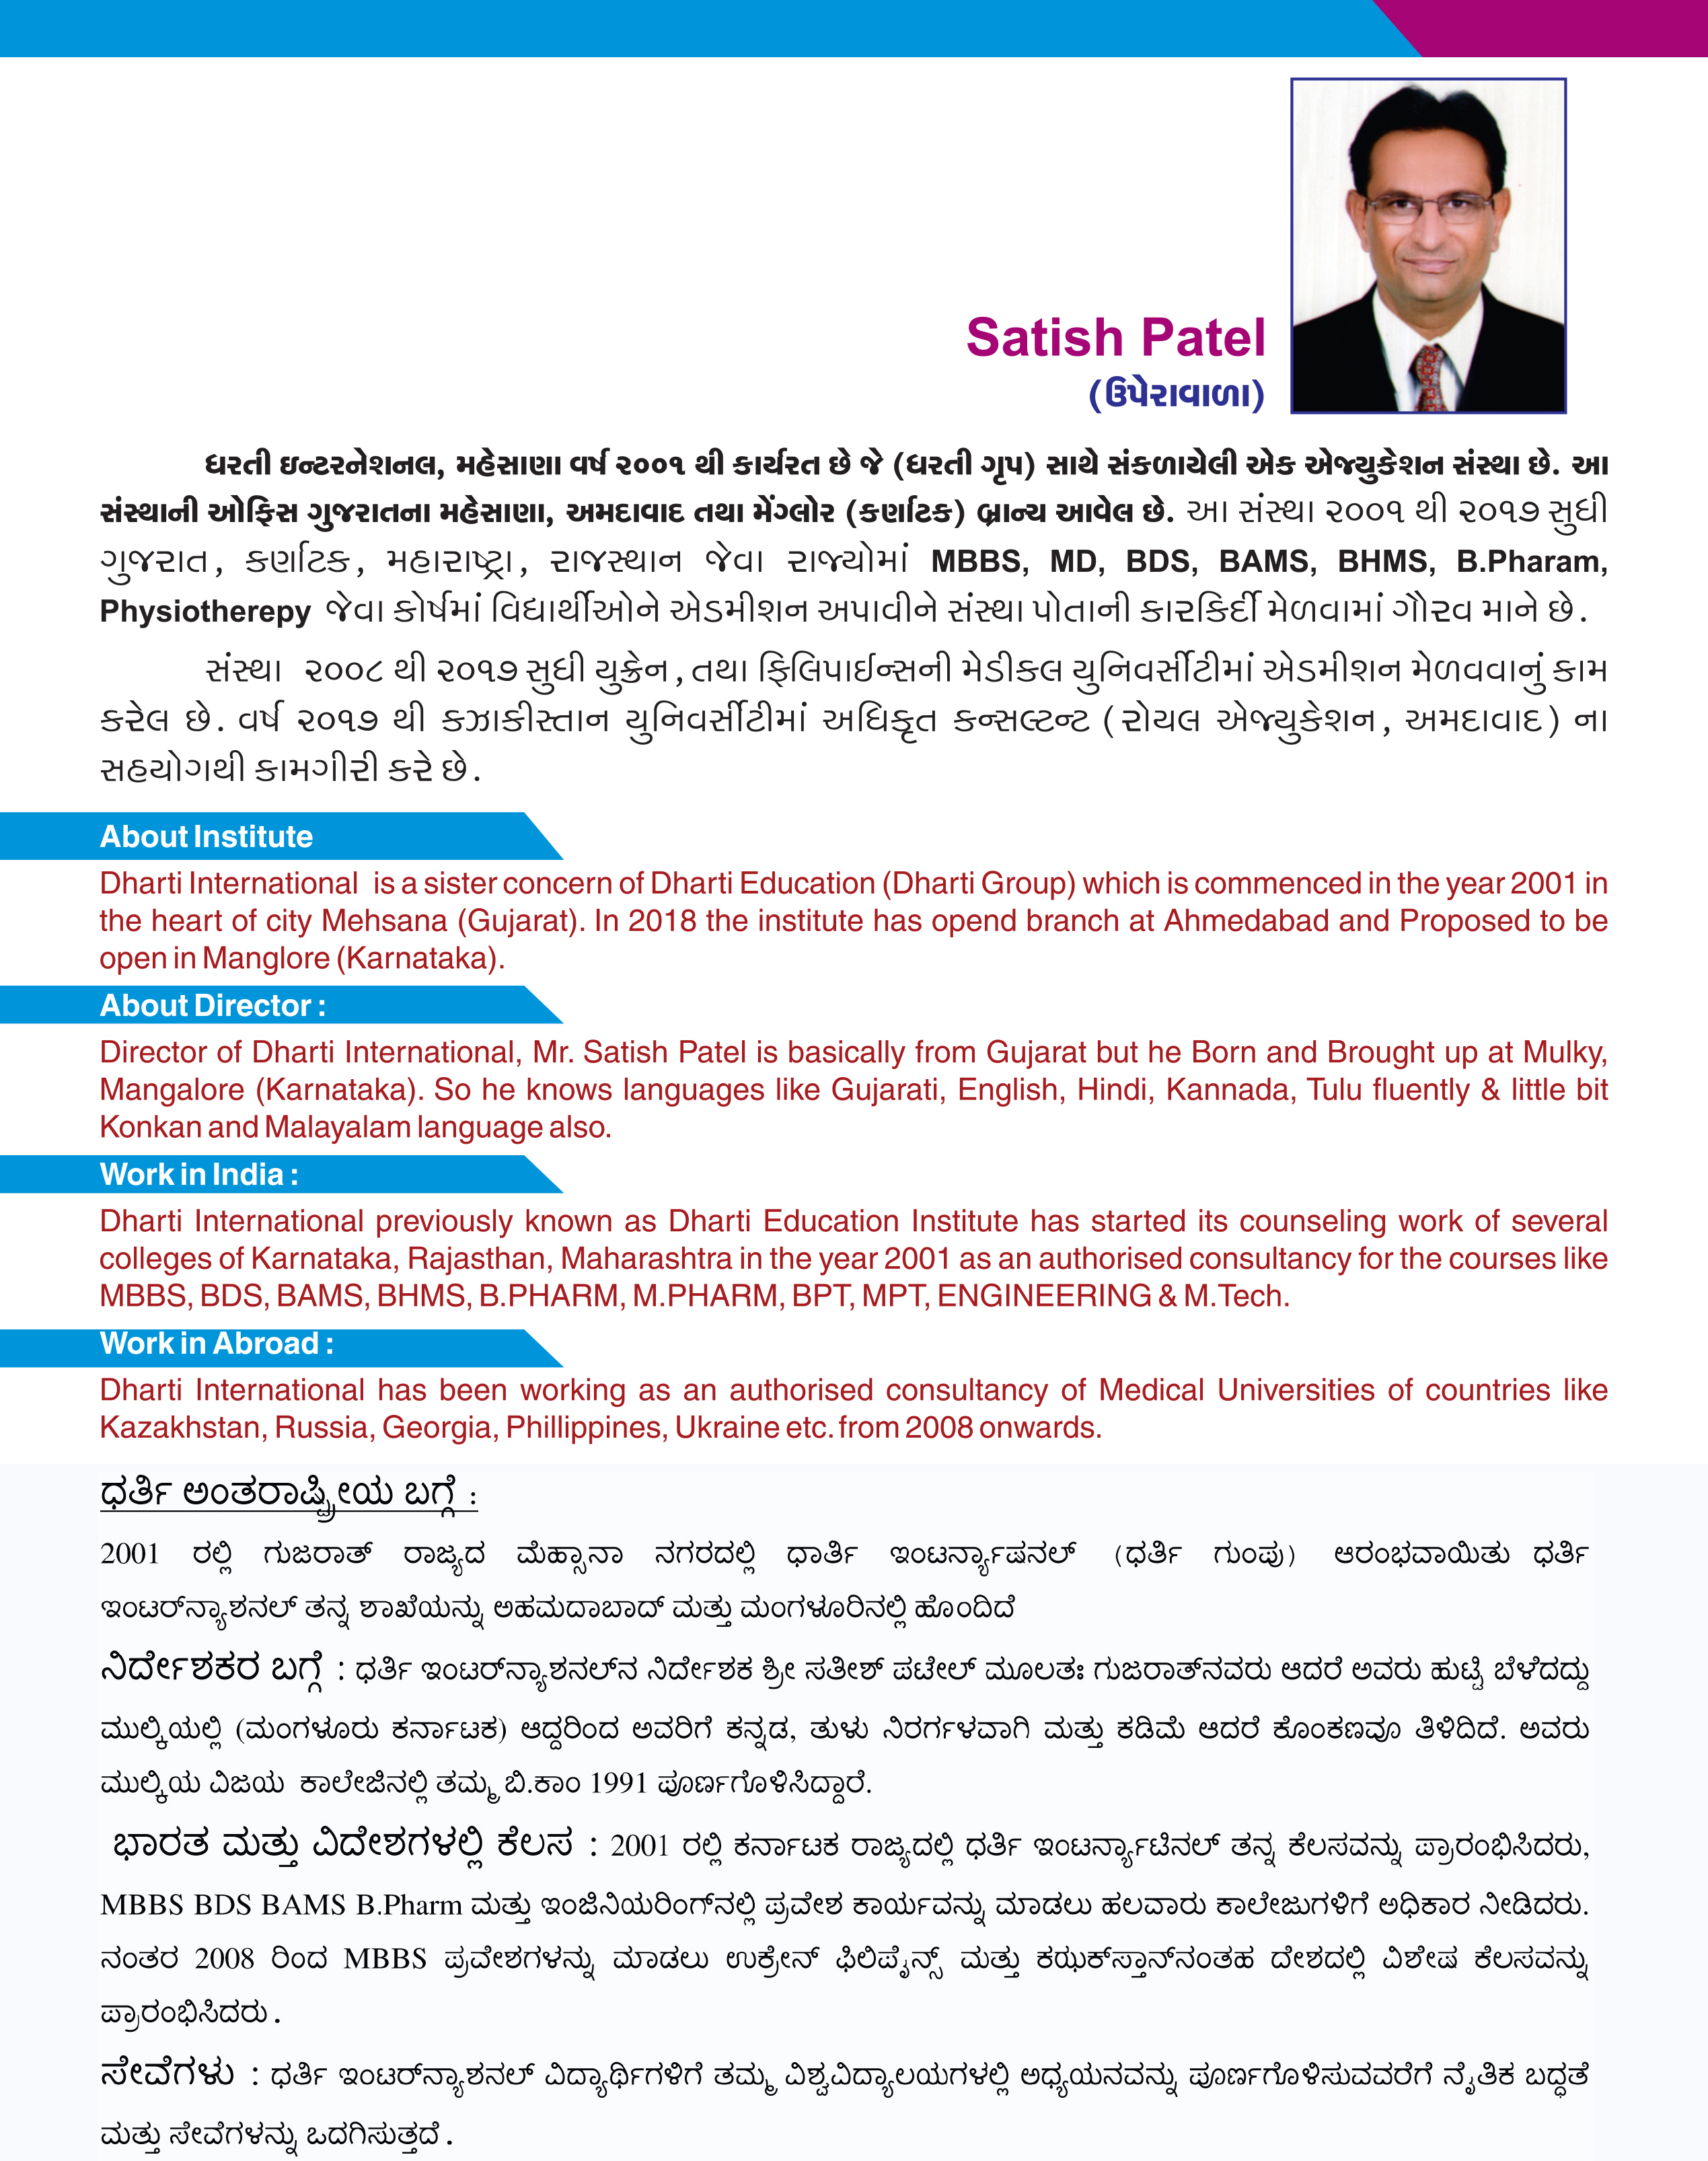 Satish Patel
(ઉપેરાવાળા)
ધરતી ઇન્ટરનેશનલ, મહેસાણા વર્ષ ૨૦૦૧ થી કાર્યરત છે જે (ધરતી ગૃપ) સાથે સંકળાયેલી એક એજ્યુકેશન સંસ્થા છે. આ
સંસ્થાની ઓફિસ ગુજરાતના મહેસાણા, અમદાવાદ તથા મેંગ્લોર (કર્ણાટક) બ્રાન્ચ આવેલ છે. આ સંસ્થા ૨૦૦૧ થી ૨૦૧૭ સુધી
ગુજરાત, કર્ણાટક, મહારાષ્ટ્રા, રાજસ્થાન જેવા રાજ્યોમાં MBBS, MD, BDS, BAMS, BHMS, B.Pharam,
Physiotherepy જેવા કોર્ષમાં વિદ્યાર્થીઓને એડમીશન અપાવીને સંસ્થા પોતાની કારકિર્દી મેળવામાં ગૌરવ માને છે.
સંસ્થા ૨૦૦૮ થી ૨૦૧૭ સુધી યુક્રેન, તથા ફિલિપાઈન્સની મેડીકલ યુનિવર્સીટીમાં એડમીશન મેળવવાનું કામ
કરેલ છે. વર્ષ ૨૦૧૭ થી કઝાકીસ્તાન યુનિવર્સીટીમાં અધિકૃત કન્સલ્ટન્ટ (રોયલ એજ્યુકેશન, અમદાવાદ) ના
સહયોગથી કામગીરી કરે છે.
About Institute
Dharti International is a sister concern of Dharti Education (Dharti Group) which is commenced in the year 2001 in
the heart of city Mehsana (Gujarat). In 2018 the institute has opend branch at Ahmedabad and Proposed to be
open in Manglore (Karnataka).
About Director :
Director of Dharti International, Mr. Satish Patel is basically from Gujarat but he Born and Brought up at Mulky,
Mangalore (Karnataka). So he knows languages like Gujarati, English, Hindi, Kannada, Tulu fluently & little bit
Konkan and Malayalam language also.
Work in India :
Dharti International previously known as Dharti Education Institute has started its counseling work of several
colleges of Karnataka, Rajasthan, Maharashtra in the year 2001 as an authorised consultancy for the courses like
MBBS, BDS, BAMS, BHMS, B.PHARM, M.PHARM, BPT, MPT, ENGINEERING & M.Tech.
Work in Abroad :
Dharti International has been working as an authorised consultancy of Medical Universities of countries like
Kazakhstan, Russia, Georgia, Phillippines, Ukraine etc. from 2008 onwards.
ಧರ್ತಿ ಅಂತರಾಷ್ಟ್ರೀಯ ಬಗ್ಗೆ :
2001 ರಲ್ಲಿ ಗುಜರಾತ್ ರಾಜ್ಯದ ಮೆಹ್ಸಾನಾ ನಗರದಲ್ಲಿ ಧಾರ್ತಿ ಇಂಟರ್ನ್ಯಾಷನಲ್ (ಧರ್ತಿ ಗುಂಪು) ಆರಂಭವಾಯಿತು ಧರ್ತಿ
ಇಂಟರ್‌ನ್ಯಾಶನಲ್ ತನ್ನ ಶಾಖೆಯನ್ನು ಅಹಮದಾಬಾದ್ ಮತ್ತು ಮಂಗಳೂರಿನಲ್ಲಿ ಹೊಂದಿದೆ
ನಿರ್ದೇಶಕರ ಬಗ್ಗೆ : ಧರ್ತಿ ಇಂಟರ್‌ನ್ಯಾಶನಲ್‌ನ ನಿರ್ದೇಶಕ ಶ್ರೀ ಸತೀಶ್ ಪಟೇಲ್ ಮೂಲತಃ ಗುಜರಾತ್‌ನವರು ಆದರೆ ಅವರು ಹುಟ್ಟಿ ಬೆಳೆದದ್ದು
ಮುಲ್ಕಿಯಲ್ಲಿ (ಮಂಗಳೂರು ಕರ್ನಾಟಕ) ಆದ್ದರಿಂದ ಅವರಿಗೆ ಕನ್ನಡ, ತುಳು ನಿರರ್ಗಳವಾಗಿ ಮತ್ತು ಕಡಿಮೆ ಆದರೆ ಕೊಂಕಣವೂ ತಿಳಿದಿದೆ. ಅವರು
ಮುಲ್ಕಿಯ ವಿಜಯ ಕಾಲೇಜಿನಲ್ಲಿ ತಮ್ಮ ಬಿ.ಕಾಂ 1991 ಪೂರ್ಣಗೊಳಿಸಿದ್ದಾರೆ.
ಭಾರತ ಮತ್ತು ವಿದೇಶಗಳಲ್ಲಿ ಕೆಲಸ : 2001 ರಲ್ಲಿ ಕರ್ನಾಟಕ ರಾಜ್ಯದಲ್ಲಿ ಧರ್ತಿ ಇಂಟರ್ನ್ಯಾಟಿನಲ್ ತನ್ನ ಕೆಲಸವನ್ನು ಪ್ರಾರಂಭಿಸಿದರು,
MBBS BDS BAMS B.Pharm ಮತ್ತು ಇಂಜಿನಿಯರಿಂಗ್‌ನಲ್ಲಿ ಪ್ರವೇಶ ಕಾರ್ಯವನ್ನು ಮಾಡಲು ಹಲವಾರು ಕಾಲೇಜುಗಳಿಗೆ ಅಧಿಕಾರ ನೀಡಿದರು.
ನಂತರ 2008 ರಿಂದ MBBS ಪ್ರವೇಶಗಳನ್ನು ಮಾಡಲು ಉಕ್ರೇನ್ ಫಿಲಿಪೈನ್ಸ್ ಮತ್ತು ಕಝಕ್‌ಸ್ತಾನ್‌ನಂತಹ ದೇಶದಲ್ಲಿ ವಿಶೇಷ ಕೆಲಸವನ್ನು
ಪ್ರಾರಂಭಿಸಿದರು.
ಸೇವೆಗಳು : ಧರ್ತಿ ಇಂಟರ್‌ನ್ಯಾಶನಲ್ ವಿದ್ಯಾರ್ಥಿಗಳಿಗೆ ತಮ್ಮ ವಿಶ್ವವಿದ್ಯಾಲಯಗಳಲ್ಲಿ ಅಧ್ಯಯನವನ್ನು ಪೂರ್ಣಗೊಳಿಸುವವರೆಗೆ ನೈತಿಕ ಬದ್ಧತೆ
ಮತ್ತು ಸೇವೆಗಳನ್ನು ಒದಗಿಸುತ್ತದೆ.